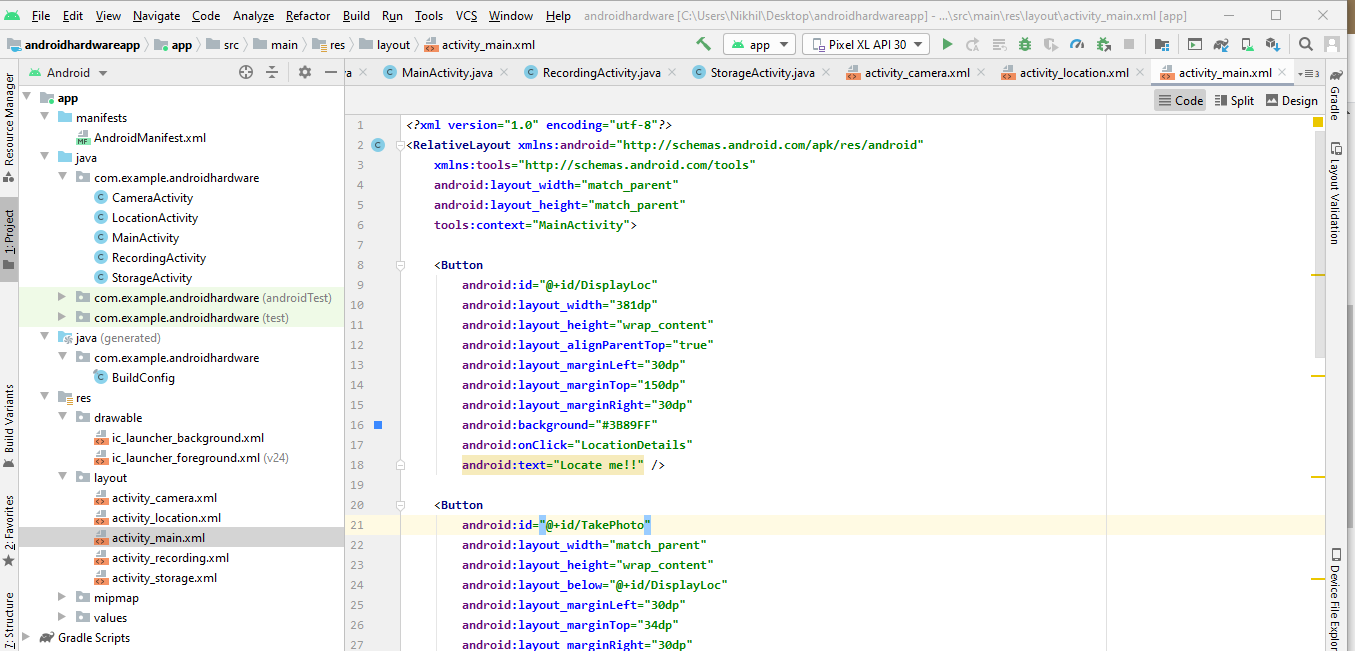 File Edit View Navigate Code Analyze Refactor Build Run Tools VCS Window Help androidhardware [C:\Users\Nikhil\Desktop\androidhardwareapp] - ...\src\main\res\layout\activity_main.xml [app]
androidhardwareapp app src main res layout activity_main.xml app Pixel XL API 30
Android MainActivity.java RecordingActivity.java StorageActivity.java activity_camera.xml activity_location.xml activity_main.xml 3
Code Split Design
Resource Manager
1: Project
Build Variants
2: Favorites
7: Structure
app
manifests
AndroidManifest.xml
java
com.example.androidhardware
CameraActivity
LocationActivity
MainActivity
RecordingActivity
StorageActivity
com.example.androidhardware (androidTest)
com.example.androidhardware (test)
java (generated)
com.example.androidhardware
BuildConfig
res
drawable
ic_launcher_background.xml
ic_launcher_foreground.xml (v24)
layout
activity_camera.xml
activity_location.xml
activity_main.xml
activity_recording.xml
activity_storage.xml
mipmap
values
Gradle Scripts
1 <?xml version="1.0" encoding="utf-8"?>
2 <RelativeLayout xmlns:android="http://schemas.android.com/apk/res/android"
3 xmlns:tools="http://schemas.android.com/tools"
4 android:layout_width="match_parent"
5 android:layout_height="match_parent"
6 tools:context="MainActivity">
7
8 <Button
9 android:id="@+id/DisplayLoc"
10 android:layout_width="381dp"
11 android:layout_height="wrap_content"
12 android:layout_alignParentTop="true"
13 android:layout_marginLeft="30dp"
14 android:layout_marginTop="150dp"
15 android:layout_marginRight="30dp"
16 android:background="#3B89FF"
17 android:onClick="LocationDetails"
18 android:text="Locate me!!" />
19
20 <Button
21 android:id="@+id/TakePhoto"
22 android:layout_width="match_parent"
23 android:layout_height="wrap_content"
24 android:layout_below="@+id/DisplayLoc"
25 android:layout_marginLeft="30dp"
26 android:layout_marginTop="34dp"
27 android:layout_marginRight="30dp"
Gradle
Layout Validation
Device File Explor